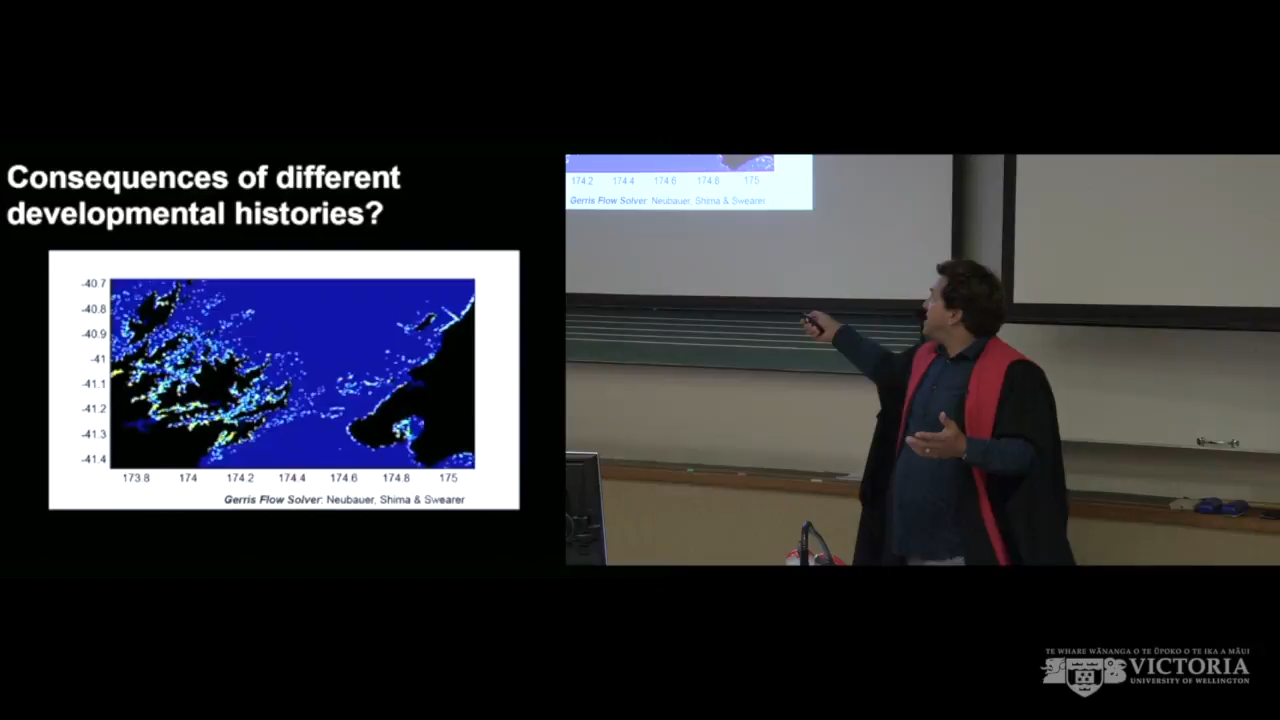 Consequences of different
developmental histories?
-40.7
-40.8
-40.9
-41
-41.1
-41.2
-41.3
-41.4
173.8 174 174.2 174.4 174.6 174.8 175
Gerris Flow Solver: Neubauer, Shima & Swearer
174.2 174.4 174.6 174.8 175
Gerris Flow Solver: Neubauer, Shima & Swearer
TE WHARE WĀNANGA O TE ŪPOKO O TE IKA A MĀUI
VICTORIA
UNIVERSITY OF WELLINGTON